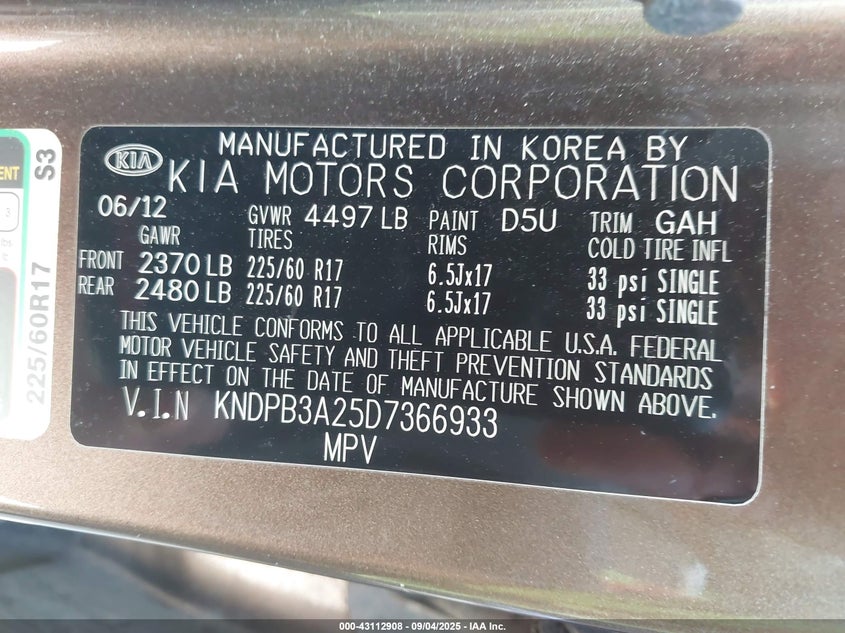 KIA
MANUFACTURED IN KOREA BY
KIA MOTORS CORPORATION
06/12 GVWR 4497 LB PAINT D5U TRIM GAH
GAWR TIRES RIMS COLD TIRE INFL
FRONT 2370 LB 225/60 R17 6.5Jx17 33 psi SINGLE
REAR 2480 LB 225/60 R17 6.5Jx17 33 psi SINGLE
THIS VEHICLE CONFORMS TO ALL APPLICABLE U.S.A. FEDERAL
MOTOR VEHICLE SAFETY AND THEFT PREVENTION STANDARDS
IN EFFECT ON THE DATE OF MANUFACTURE SHOWN ABOVE.
V.I.N KNDPB3A25D7366933
MPV
S3
225/60R17
3
000-43112908 - 09/04/2025 - IAA Inc.